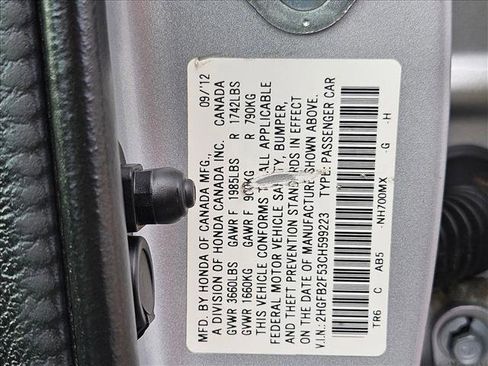 MFD. BY HONDA OF CANADA MFG. 09/12
A DIVISION OF HONDA CANADA INC. CANADA
GVWR 3660LBS GAWR F 1985LBS R 1742LBS
GVWR 1660KG GAWR F 900KG R 790KG
THIS VEHICLE CONFORMS TO ALL APPLICABLE
FEDERAL MOTOR VEHICLE SAFETY, BUMPER,
AND THEFT PREVENTION STANDARDS IN EFFECT
ON THE DATE OF MANUFACTURE SHOWN ABOVE.
V.I.N.: 2HGFB2F53CH599223 TYPE: PASSENGER CAR
TR6 C AB5 -NH700MX -G -H